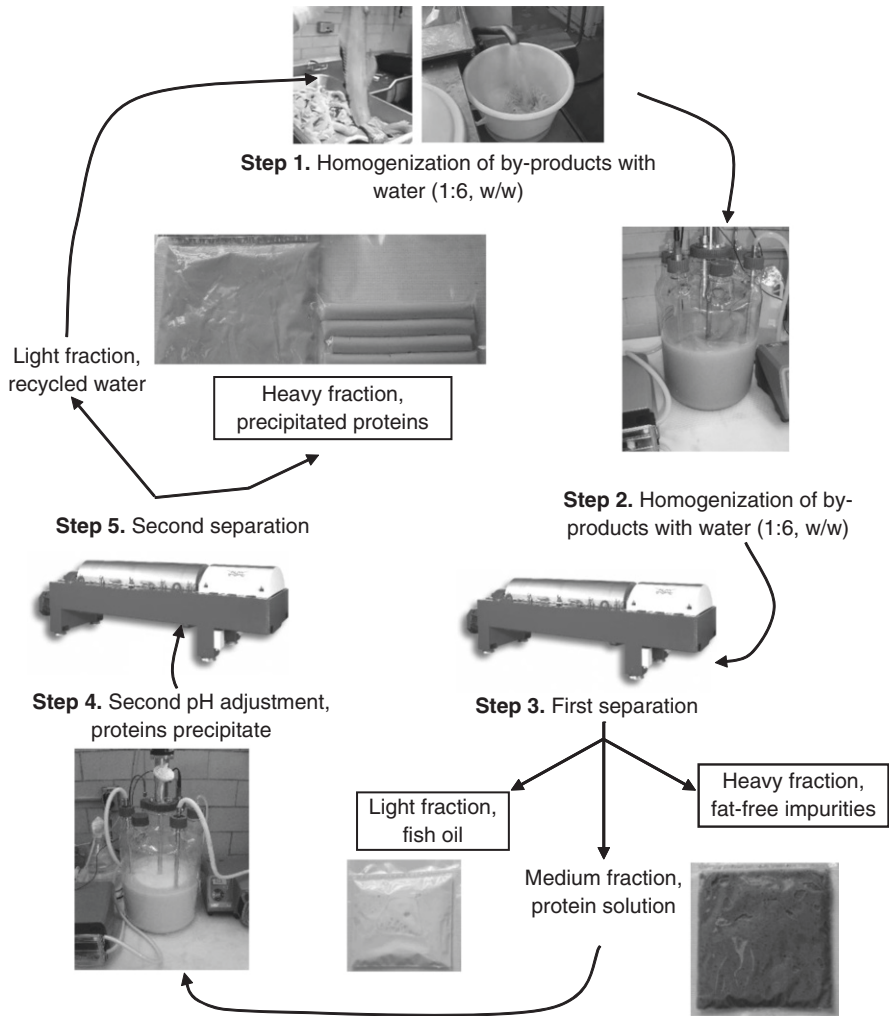 Step 1. Homogenization of by-products with
water (1:6, w/w)
Light fraction,
recycled water
Heavy fraction,
precipitated proteins
Step 2. Homogenization of by-
products with water (1:6, w/w)
Step 5. Second separation
Step 4. Second pH adjustment,
proteins precipitate
Step 3. First separation
Light fraction,
fish oil
Heavy fraction,
fat-free impurities
Medium fraction,
protein solution